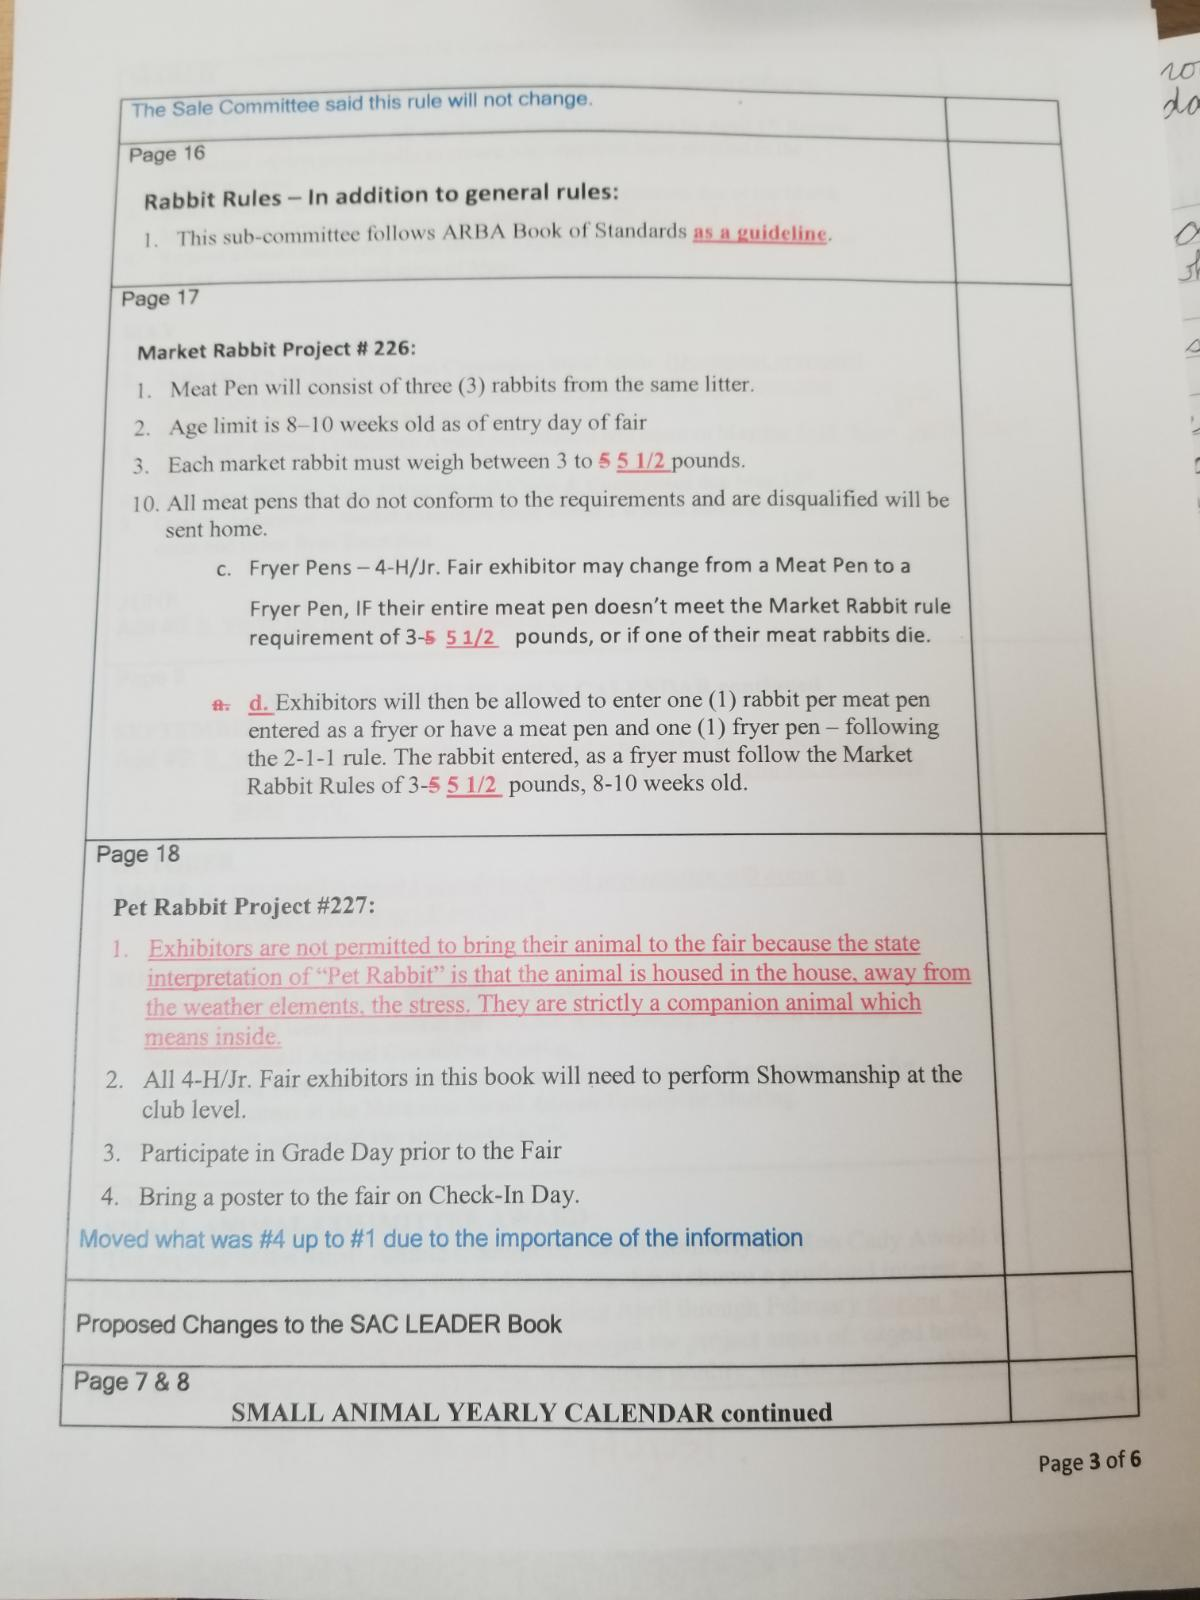 The Sale Committee said this rule will not change.
Page 16
Rabbit Rules – In addition to general rules:
1. This sub-committee follows ARBA Book of Standards as a guideline.
Page 17
Market Rabbit Project # 226:
1. Meat Pen will consist of three (3) rabbits from the same litter.
2. Age limit is 8–10 weeks old as of entry day of fair
3. Each market rabbit must weigh between 3 to 5 5 1/2 pounds.
10. All meat pens that do not conform to the requirements and are disqualified will be
sent home.
c. Fryer Pens – 4-H/Jr. Fair exhibitor may change from a Meat Pen to a
Fryer Pen, IF their entire meat pen doesn't meet the Market Rabbit rule
requirement of 3-5 5 1/2 pounds, or if one of their meat rabbits die.
a. d. Exhibitors will then be allowed to enter one (1) rabbit per meat pen
entered as a fryer or have a meat pen and one (1) fryer pen – following
the 2-1-1 rule. The rabbit entered, as a fryer must follow the Market
Rabbit Rules of 3-5 5 1/2 pounds, 8-10 weeks old.
Page 18
Pet Rabbit Project #227:
1. Exhibitors are not permitted to bring their animal to the fair because the state
interpretation of “Pet Rabbit” is that the animal is housed in the house, away from
the weather elements, the stress. They are strictly a companion animal which
means inside.
2. All 4-H/Jr. Fair exhibitors in this book will need to perform Showmanship at the
club level.
3. Participate in Grade Day prior to the Fair
4. Bring a poster to the fair on Check-In Day.
Moved what was #4 up to #1 due to the importance of the information
Proposed Changes to the SAC LEADER Book
Page 7 & 8
SMALL ANIMAL YEARLY CALENDAR continued
Page 3 of 6